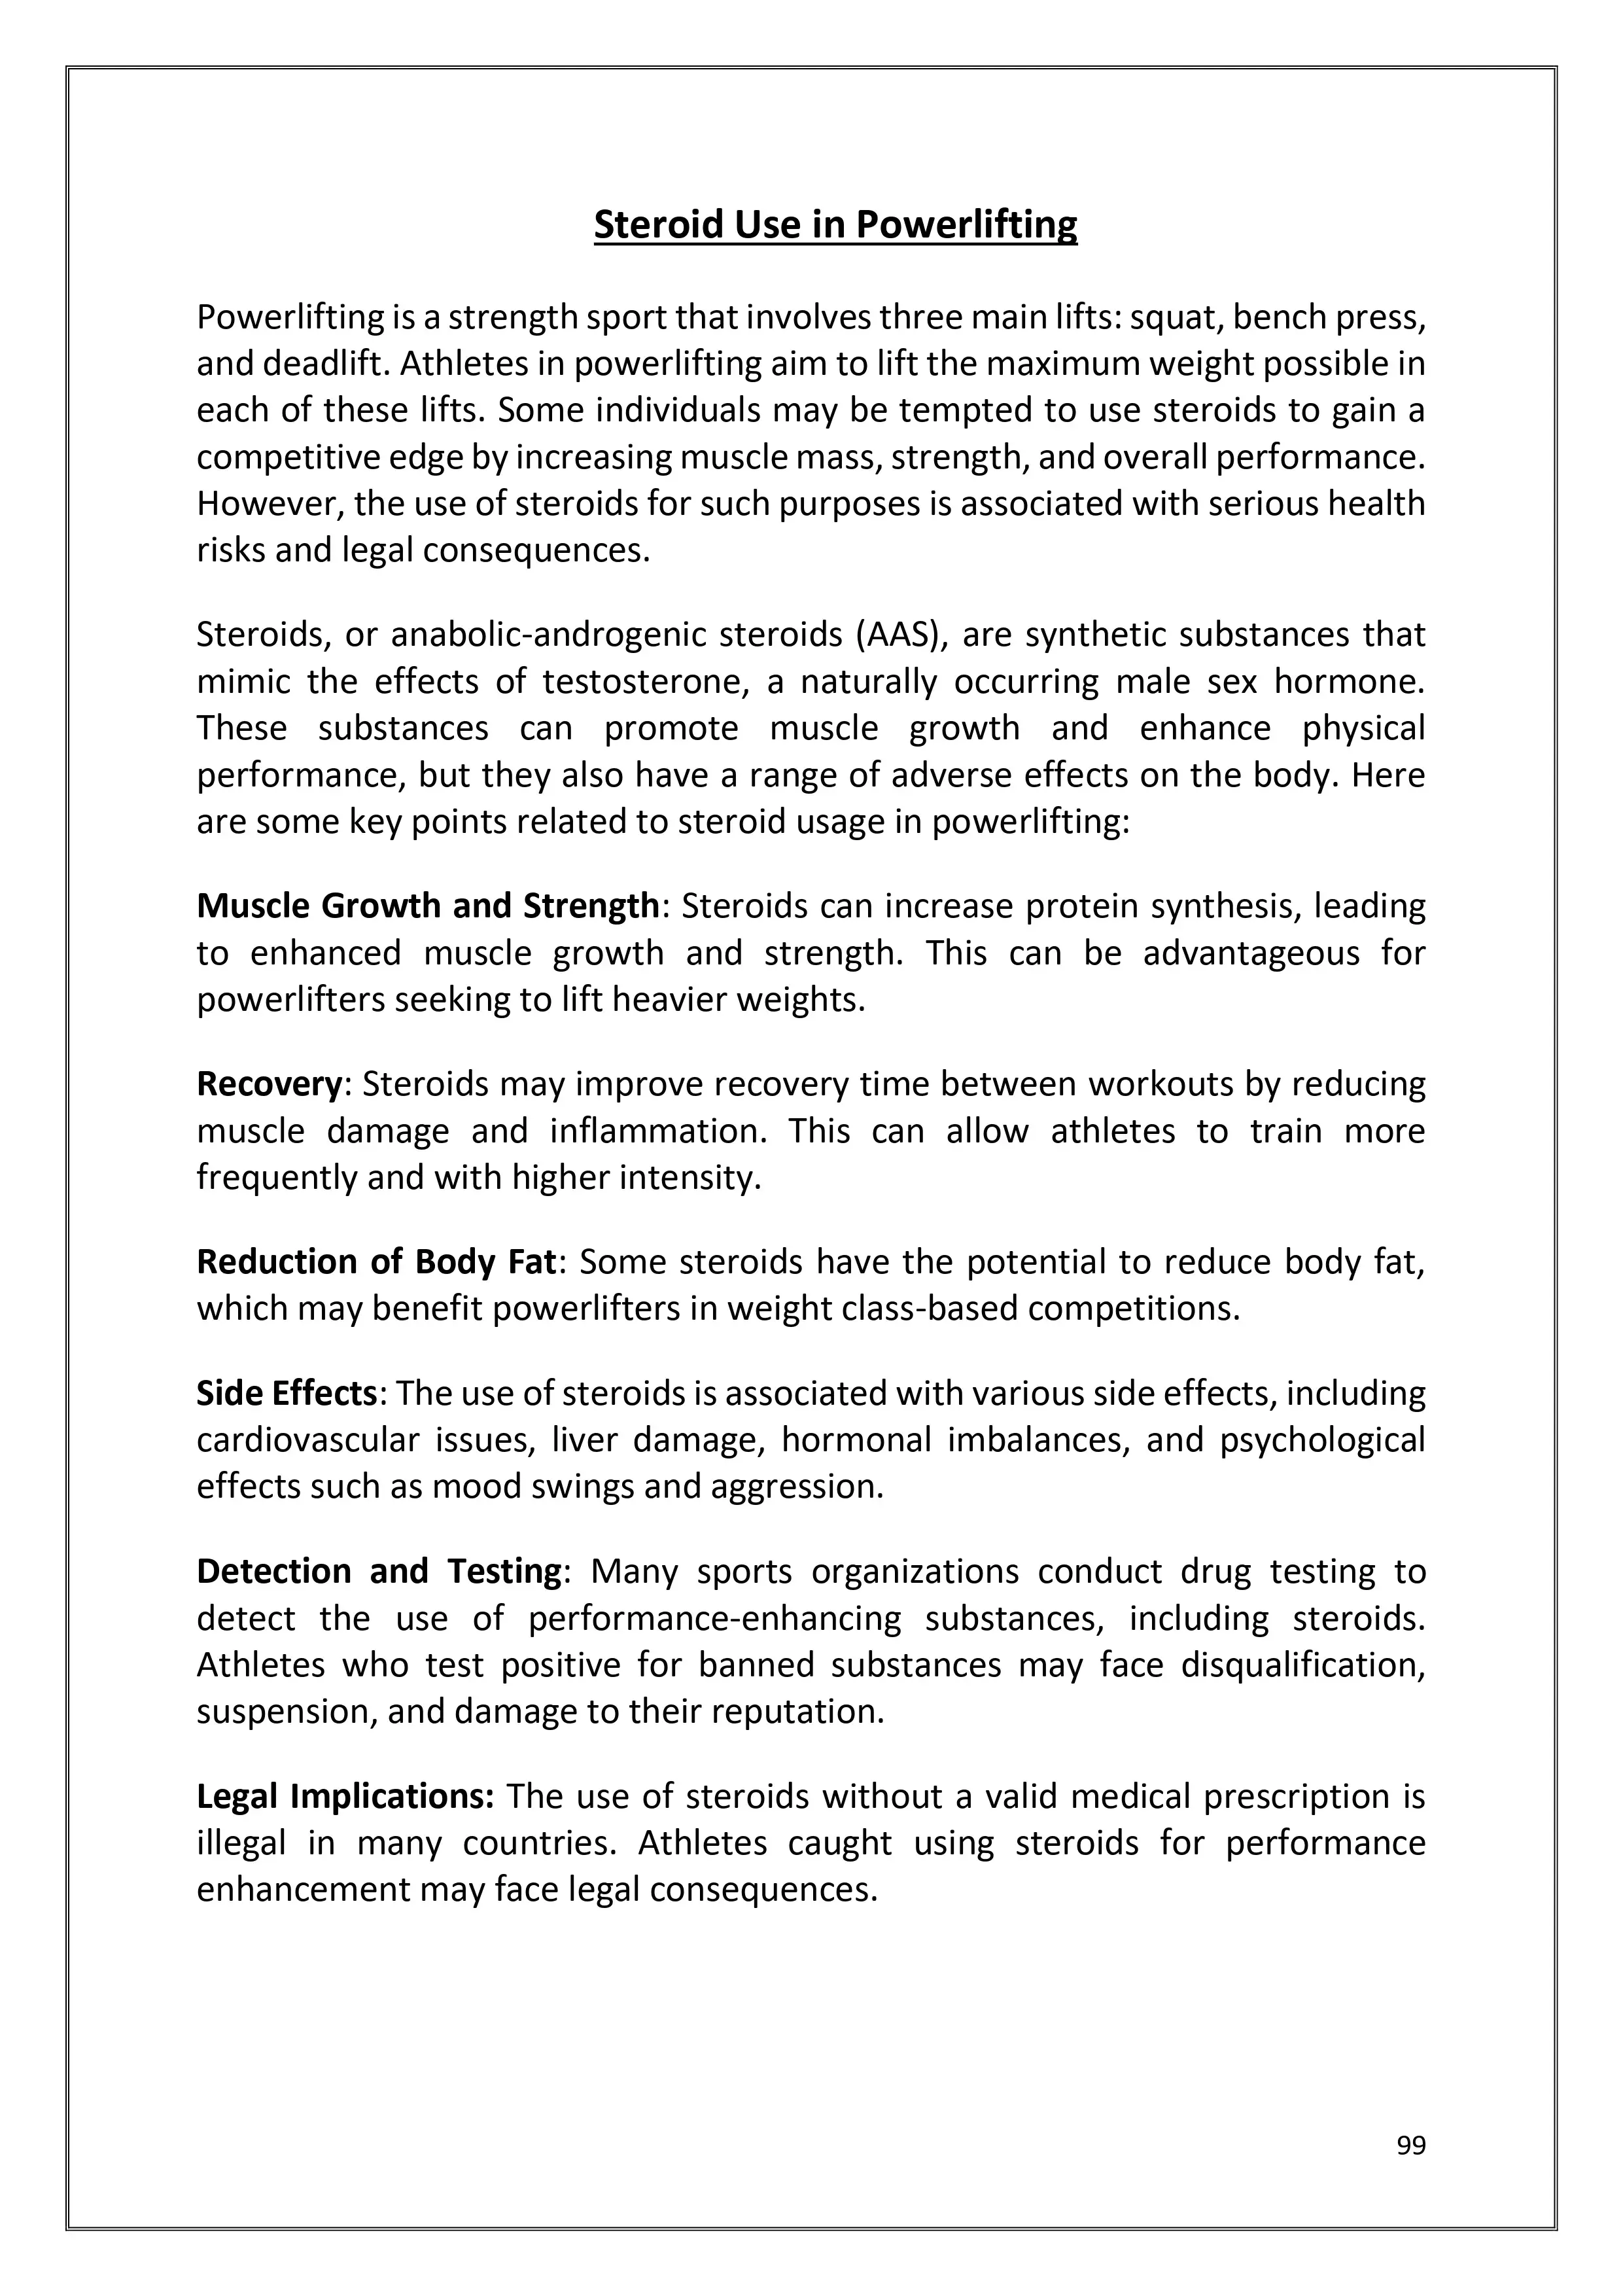 Steroid Use in Powerlifting
Powerlifting is a strength sport that involves three main lifts: squat, bench press,
and deadlift. Athletes in powerlifting aim to lift the maximum weight possible in
each of these lifts. Some individuals may be tempted to use steroids to gain a
competitive edge by increasing muscle mass, strength, and overall performance.
However, the use of steroids for such purposes is associated with serious health
risks and legal consequences.
Steroids, or anabolic-androgenic steroids (AAS), are synthetic substances that
mimic the effects of testosterone, a naturally occurring male sex hormone.
These substances can promote muscle growth and enhance physical
performance, but they also have a range of adverse effects on the body. Here
are some key points related to steroid usage in powerlifting:
Muscle Growth and Strength: Steroids can increase protein synthesis, leading
to enhanced muscle growth and strength. This can be advantageous for
powerlifters seeking to lift heavier weights.
Recovery: Steroids may improve recovery time between workouts by reducing
muscle damage and inflammation. This can allow athletes to train more
frequently and with higher intensity.
Reduction of Body Fat: Some steroids have the potential to reduce body fat,
which may benefit powerlifters in weight class-based competitions.
Side Effects: The use of steroids is associated with various side effects, including
cardiovascular issues, liver damage, hormonal imbalances, and psychological
effects such as mood swings and aggression.
Detection and Testing: Many sports organizations conduct drug testing to
detect the use of performance-enhancing substances, including steroids.
Athletes who test positive for banned substances may face disqualification,
suspension, and damage to their reputation.
Legal Implications: The use of steroids without a valid medical prescription is
illegal in many countries. Athletes caught using steroids for performance
enhancement may face legal consequences.
99